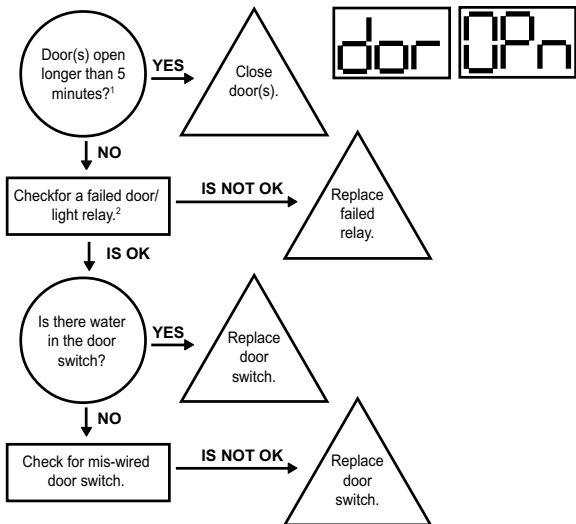 Door(s) open
longer than 5
minutes?¹
YES
Close
door(s).
dor
OPn
NO
Checkfor a failed door/
light relay.²
IS NOT OK
Replace
failed
relay.
IS OK
Is there water
in the door
switch?
YES
Replace
door
switch.
NO
Check for mis-wired
door switch.
IS NOT OK
Replace
door
switch.